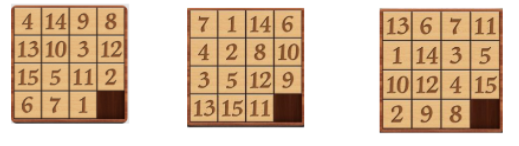 4 14 9 8
13 10 3 12
15 5 11 2
6 7 1
7 1 14 6
4 2 8 10
3 5 12 9
13 15 11
13 6 7 11
1 14 3 5
10 12 4 15
2 9 8